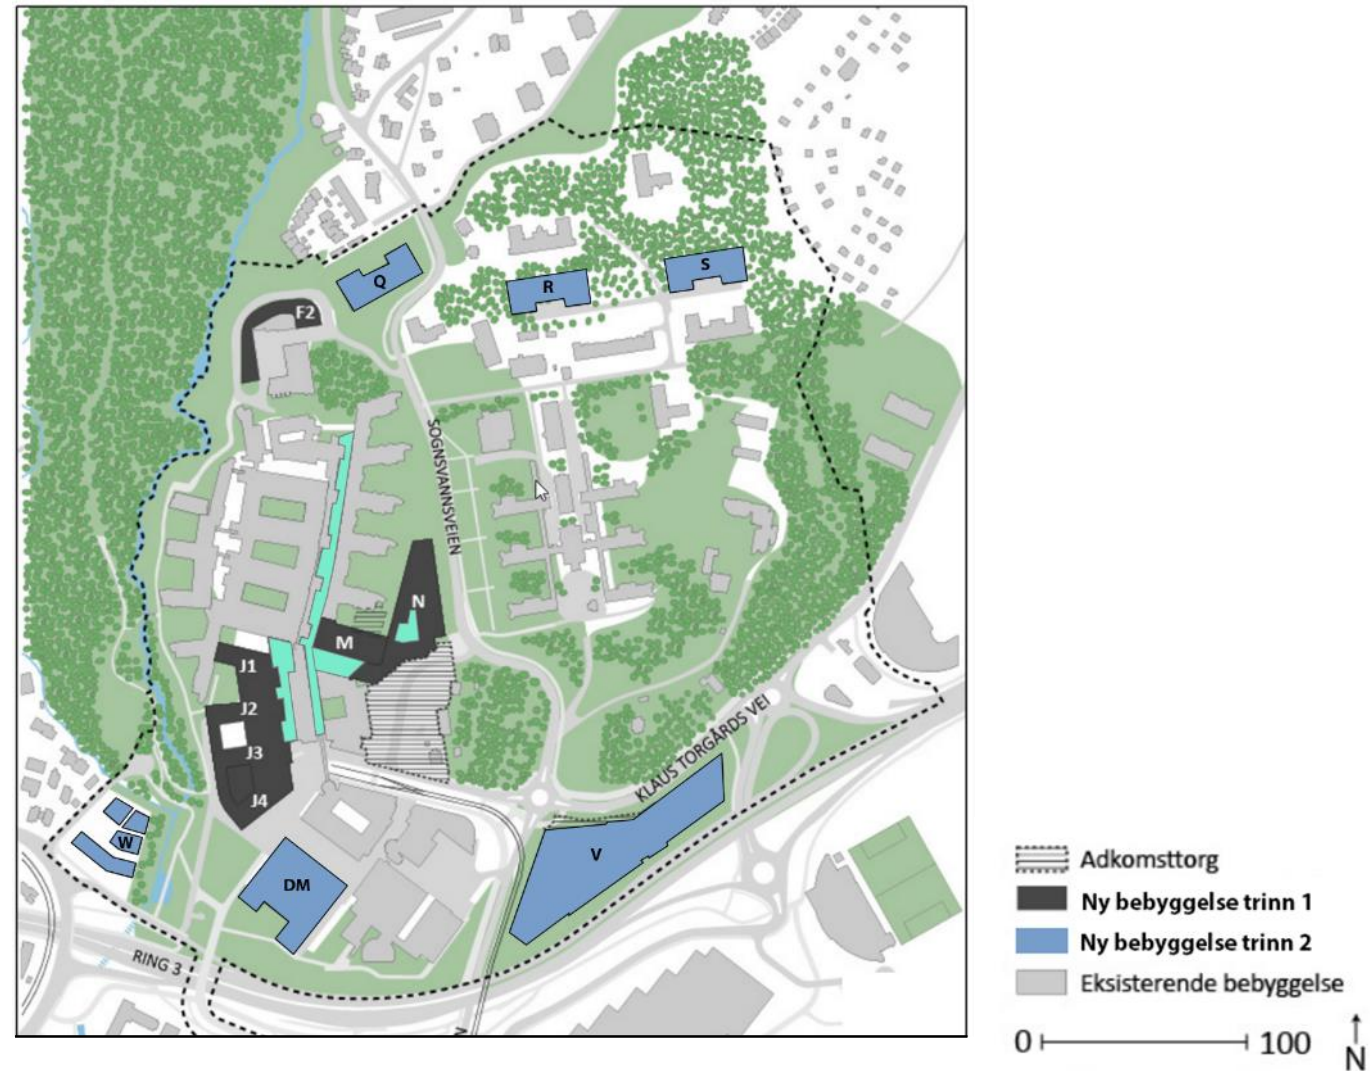 Q
R
S
F2
SOGNSVANNSVEIEN
N
M
J1
J2
J3
J4
KLAUS TORGÅRDS VEI
W
V
DM
RING 3
Adkomsttorg
Ny bebyggelse trinn 1
Ny bebyggelse trinn 2
Eksisterende bebyggelse
0 100
N